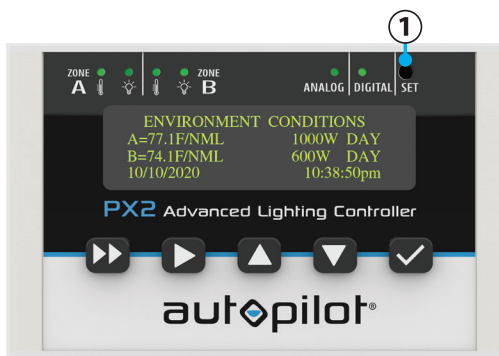 1
ZONE A
ZONE B
ANALOG DIGITAL SET
ENVIRONMENT CONDITIONS
A=77.1F/NML 1000W DAY
B=74.1F/NML 600W DAY
10/10/2020 10:38:50pm
PX2 Advanced Lighting Controller
autopilot®